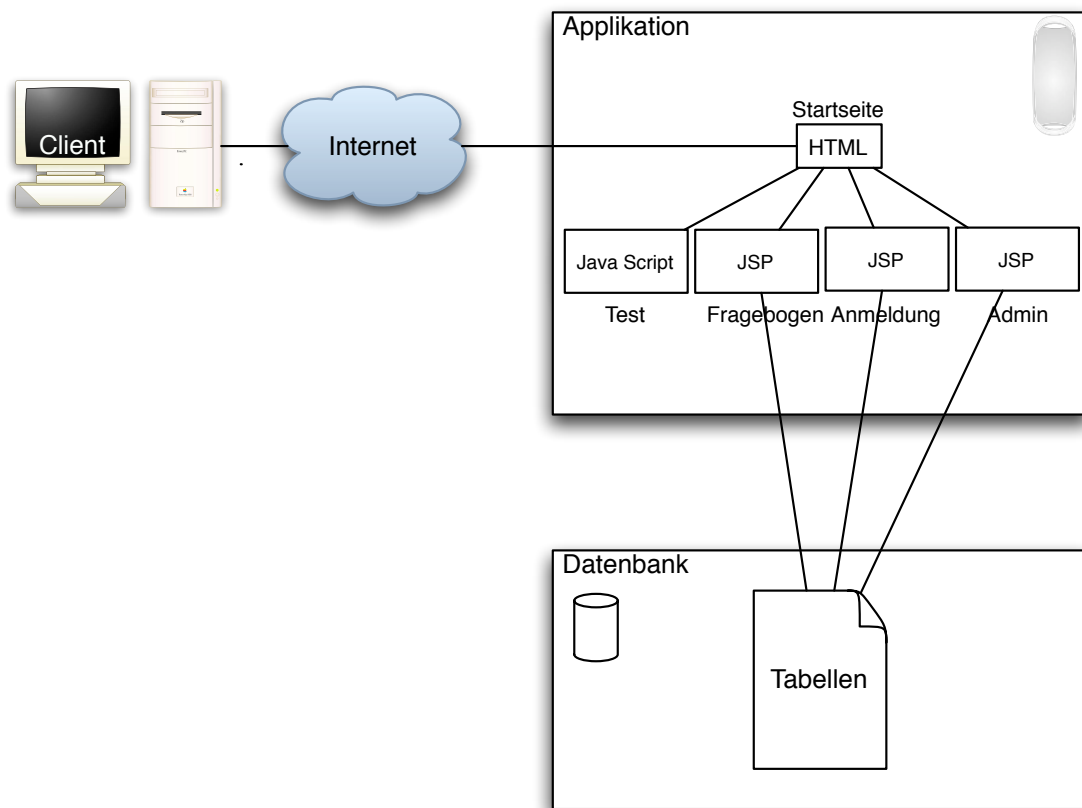 Applikation
Client
Internet
Startseite
HTML
Java Script
JSP
JSP
JSP
Test
Fragebogen
Anmeldung
Admin
Datenbank
Tabellen